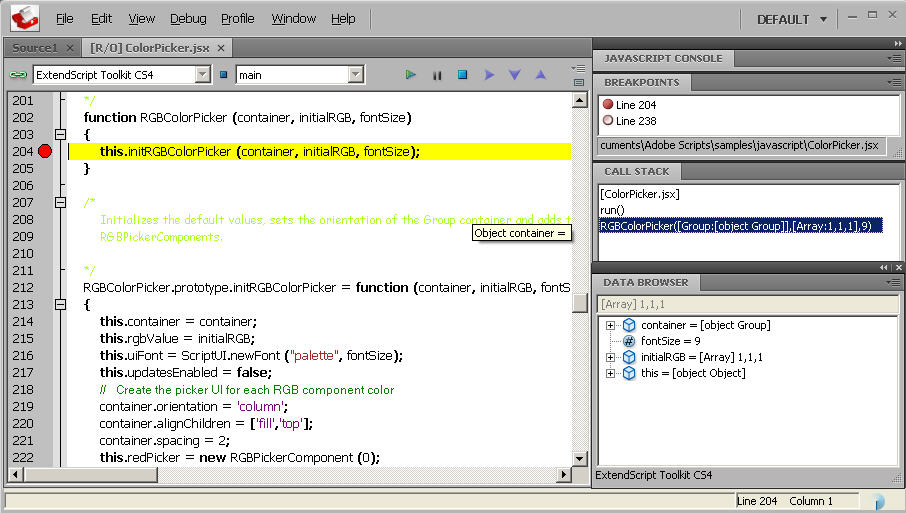 File Edit View Debug Profile Window Help DEFAULT
Source1 [R/O] ColorPicker.jsx
ExtendScript Toolkit CS4 main
201 */
202 function RGBColorPicker (container, initialRGB, fontSize)
203 {
204 this.initRGBColorPicker (container, initialRGB, fontSize);
205 }
206
207 /*
208 Initializes the default values, sets the orientation of the Group container and adds t
209 RGBPickerComponents.
Object container =
210
211 */
212 RGBColorPicker.prototype.initRGBColorPicker = function (container, initialRGB, fontS
213 {
214 this.container = container;
215 this.rgbValue = initialRGB;
216 this.uiFont = ScriptUI.newFont ("palette", fontSize);
217 this.updatesEnabled = false;
218 // Create the picker UI for each RGB component color
219 container.orientation = 'column';
220 container.alignChildren = ['fill','top'];
221 container.spacing = 2;
222 this.redPicker = new RGBPickerComponent (0);
JAVASCRIPT CONSOLE
BREAKPOINTS
Line 204
Line 238
cuments\Adobe Scripts\samples\javascript\ColorPicker.jsx
CALL STACK
[ColorPicker.jsx]
run()
RGBColorPicker([Group:[object Group]],[Array:1,1,1],9)
DATA BROWSER
[Array] 1,1,1
container = [object Group]
# fontSize = 9
initialRGB = [Array] 1,1,1
this = [object Object]
ExtendScript Toolkit CS4
Line 204 Column 1